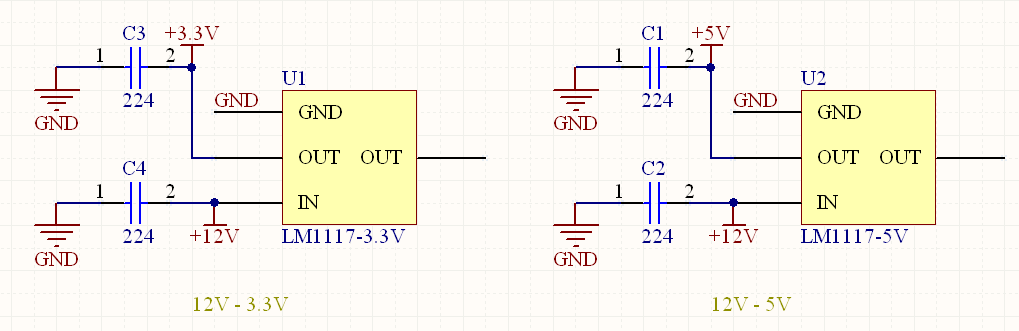 C3 +3.3V
1 2
224
GND
U1
GND GND
OUT OUT
C4
1 2
IN
224
+12V
LM1117-3.3V
GND
12V - 3.3V
C1 +5V
1 2
224
GND
U2
GND GND
OUT OUT
C2
1 2
IN
224
+12V
LM1117-5V
GND
12V - 5V